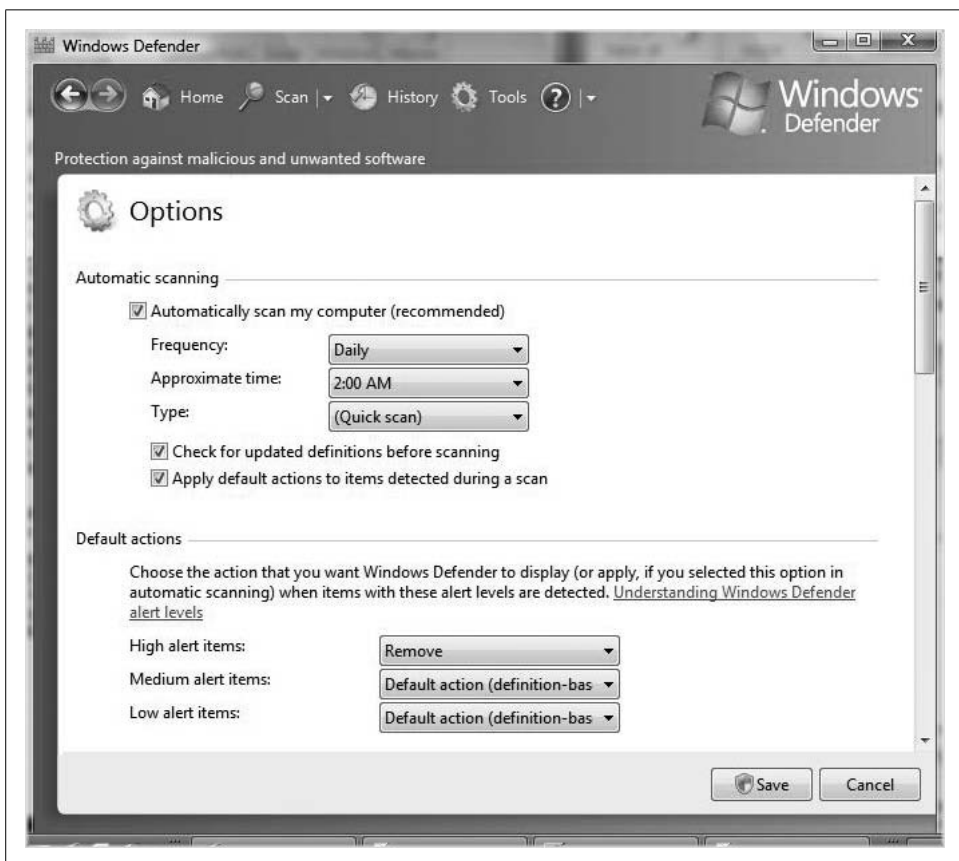 Windows Defender
Home Scan History Tools ?
Windows
Defender
Protection against malicious and unwanted software
Options
Automatic scanning
Automatically scan my computer (recommended)
Frequency: Daily
Approximate time: 2:00 AM
Type: (Quick scan)
Check for updated definitions before scanning
Apply default actions to items detected during a scan
Default actions
Choose the action that you want Windows Defender to display (or apply, if you selected this option in
automatic scanning) when items with these alert levels are detected. Understanding Windows Defender
alert levels
High alert items: Remove
Medium alert items: Default action (definition-bas
Low alert items: Default action (definition-bas
Save Cancel